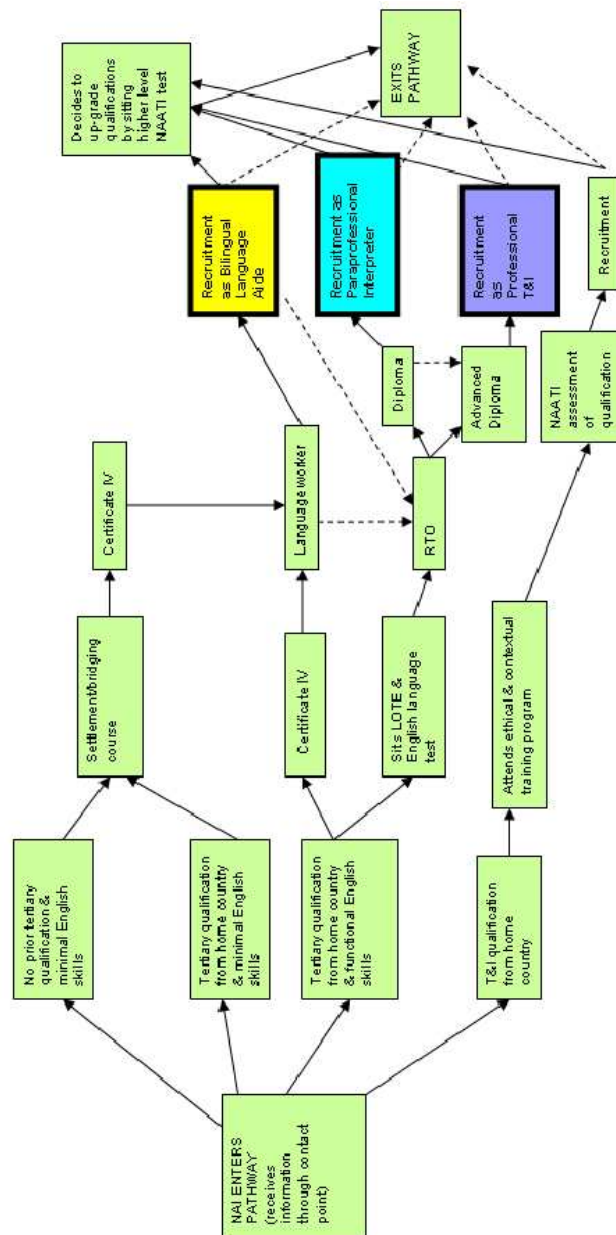 NAI ENTERS
PATHWAY
(receives
information
through contact
point)
No prior tertiary
qualification &
minimal English
skills
Tertiary qualification
from home country
& minimal English
skills
Tertiary qualification
from home country
& functional English
skills
T&I qualification
from home
country
Settlement/bridging
course
Certificate IV
Sits LOTE &
English language
test
Attends ethical & contextual
training program
Certificate IV
Language worker
RTO
Diploma
Advanced
Diploma
NAATI
assessment
of
qualification
Recruitment
as Bilingual
Language
Aide
Recruitment as
Paraprofessional
Interpreter
Recruitment
as
Professional
T&I
Recruitment
Decides to
up-grade
qualifications
by sitting
higher level
NAATI test
EXITS
PATHWAY